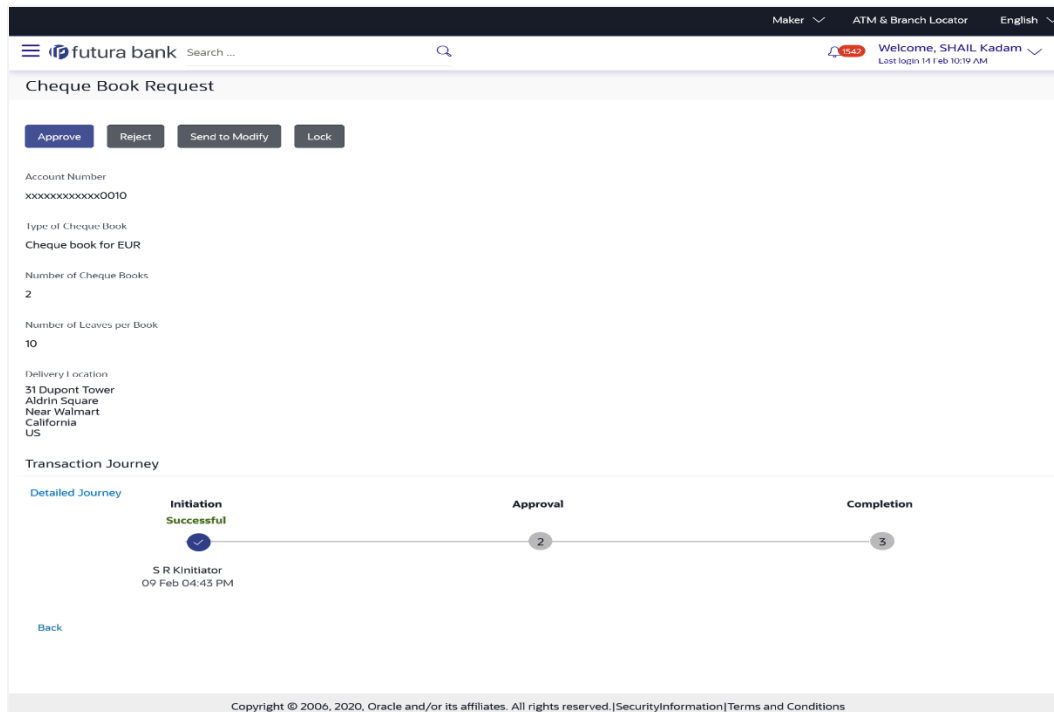 Maker ATM & Branch Locator English
futura bank Search ... 1542 Welcome, SHAIL Kadam
Last login 14 Feb 10:19 AM
Cheque Book Request
Approve Reject Send to Modify Lock
Account Number
xxxxxxxxxxxx0010
Type of Cheque Book
Cheque book for EUR
Number of Cheque Books
2
Number of Leaves per Book
10
Delivery Location
31 Dupont Tower
Aldrin Square
Near Walmart
California
US
Transaction Journey
Detailed Journey
Initiation Approval Completion
Successful
2 3
S R KInitiator
09 Feb 04:43 PM
Back
Copyright © 2006, 2020, Oracle and/or its affiliates. All rights reserved.|SecurityInformation|Terms and Conditions